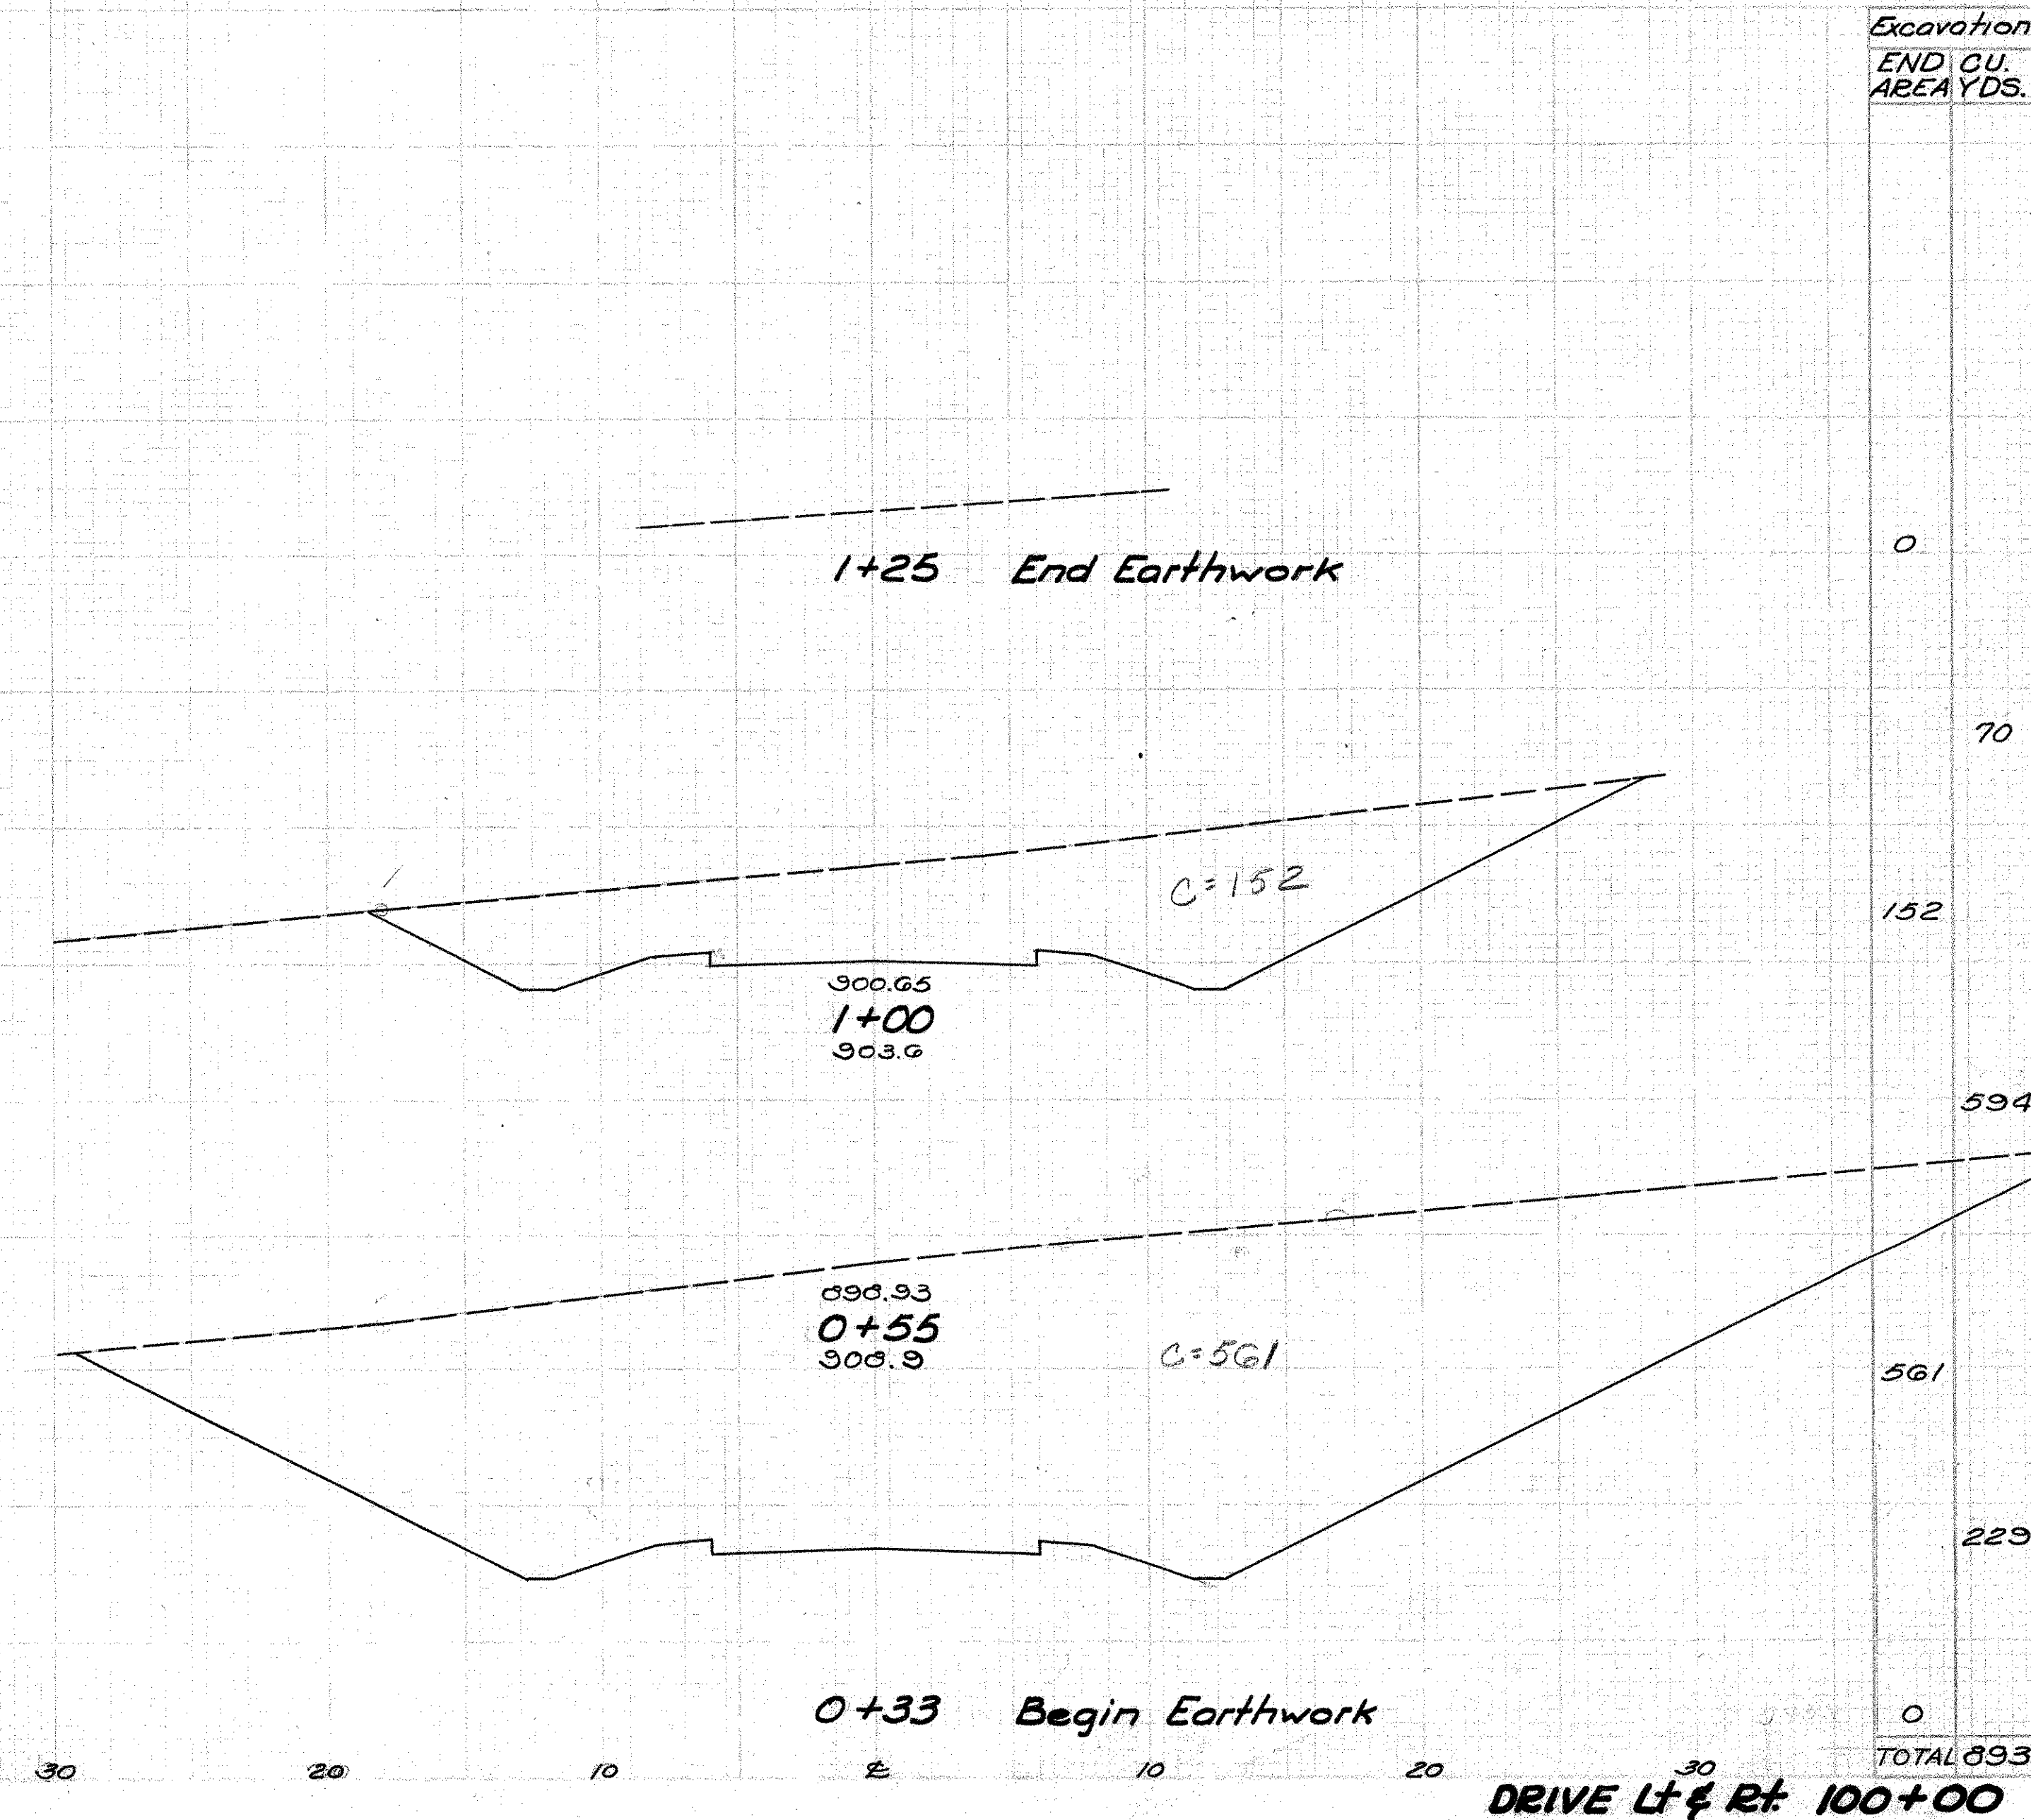 Excavation
END CU.
AREA YDS.
0
1+25 End Earthwork
70
C=152
152
900.65
1+00
903.6
594
898.93
0+55
908.9
C=561
561
229
0+33 Begin Earthwork
0
TOTAL 893
30 20 10 ℄ 10 20 30
DRIVE Lt & Rt. 100+00